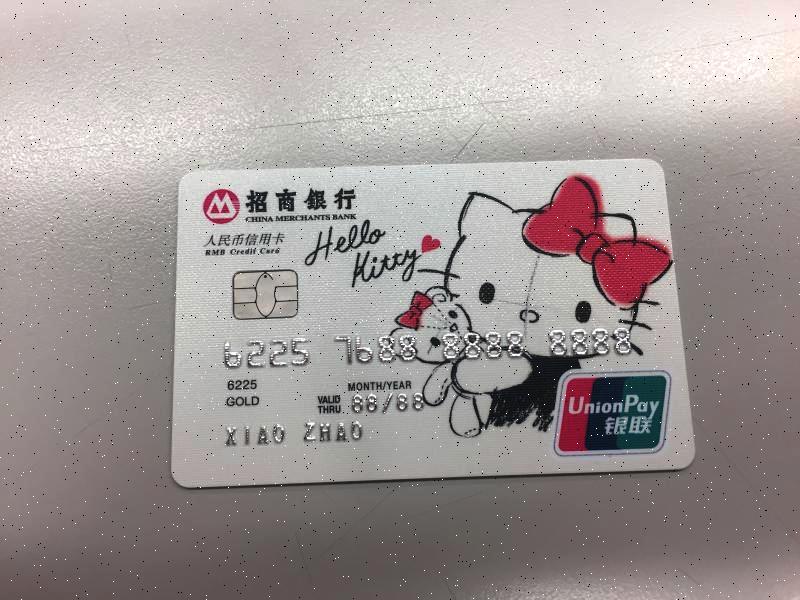 招商银行
CHINA MERCHANTS BANK
人民币信用卡
RMB Credit Card
Hello
Kitty
6225 7688 8888 8888
6225
MONTH/YEAR
GOLD
VALID
THRU
88/88
XIAO ZHAO
UnionPay
银联